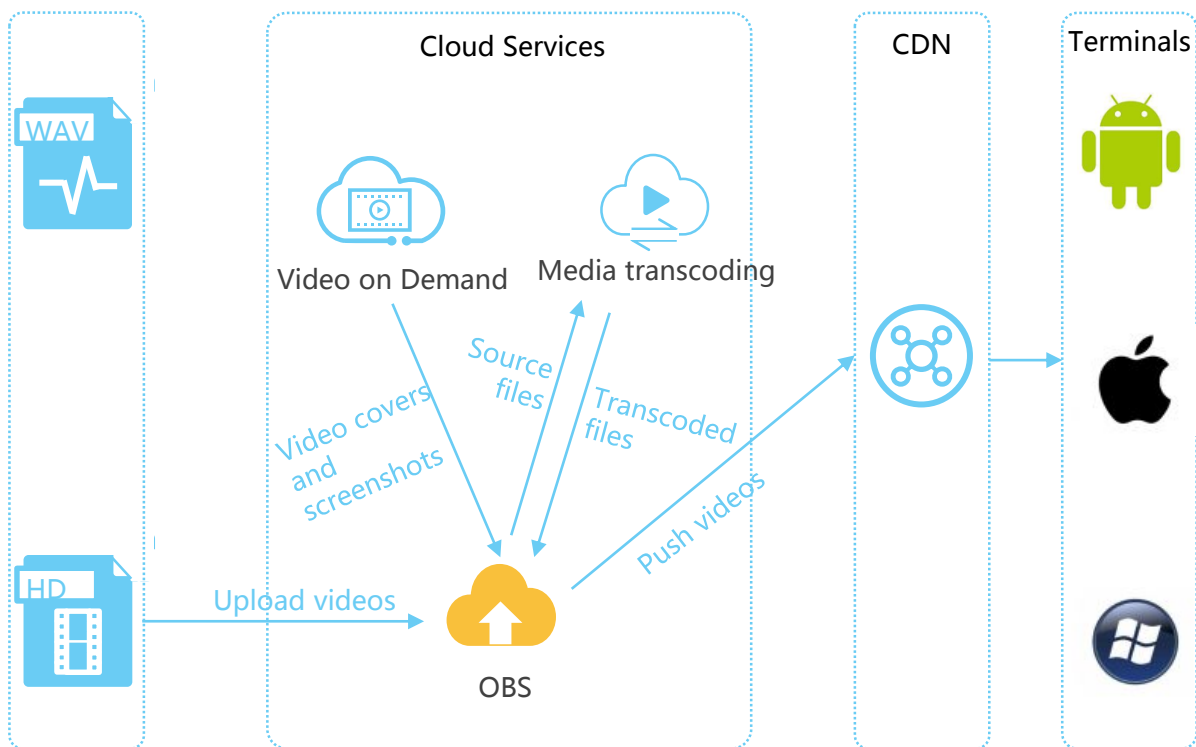 Cloud Services
CDN
Terminals
WAV
Video on Demand
Media transcoding
Source
files
Transcoded
files
Video covers
and
screenshots
Push videos
HD
Upload videos
OBS